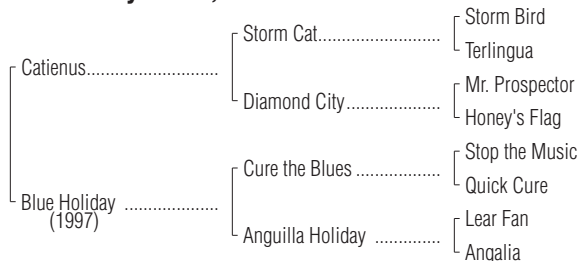 Storm Bird
Storm Cat..........................
Terlingua
Catienus............................
Mr. Prospector
Diamond City....................
Honey's Flag
Stop the Music
Cure the Blues ..................
Quick Cure
Blue Holiday ....................
(1997)
Lear Fan
Anguilla Holiday ..............
Angalia